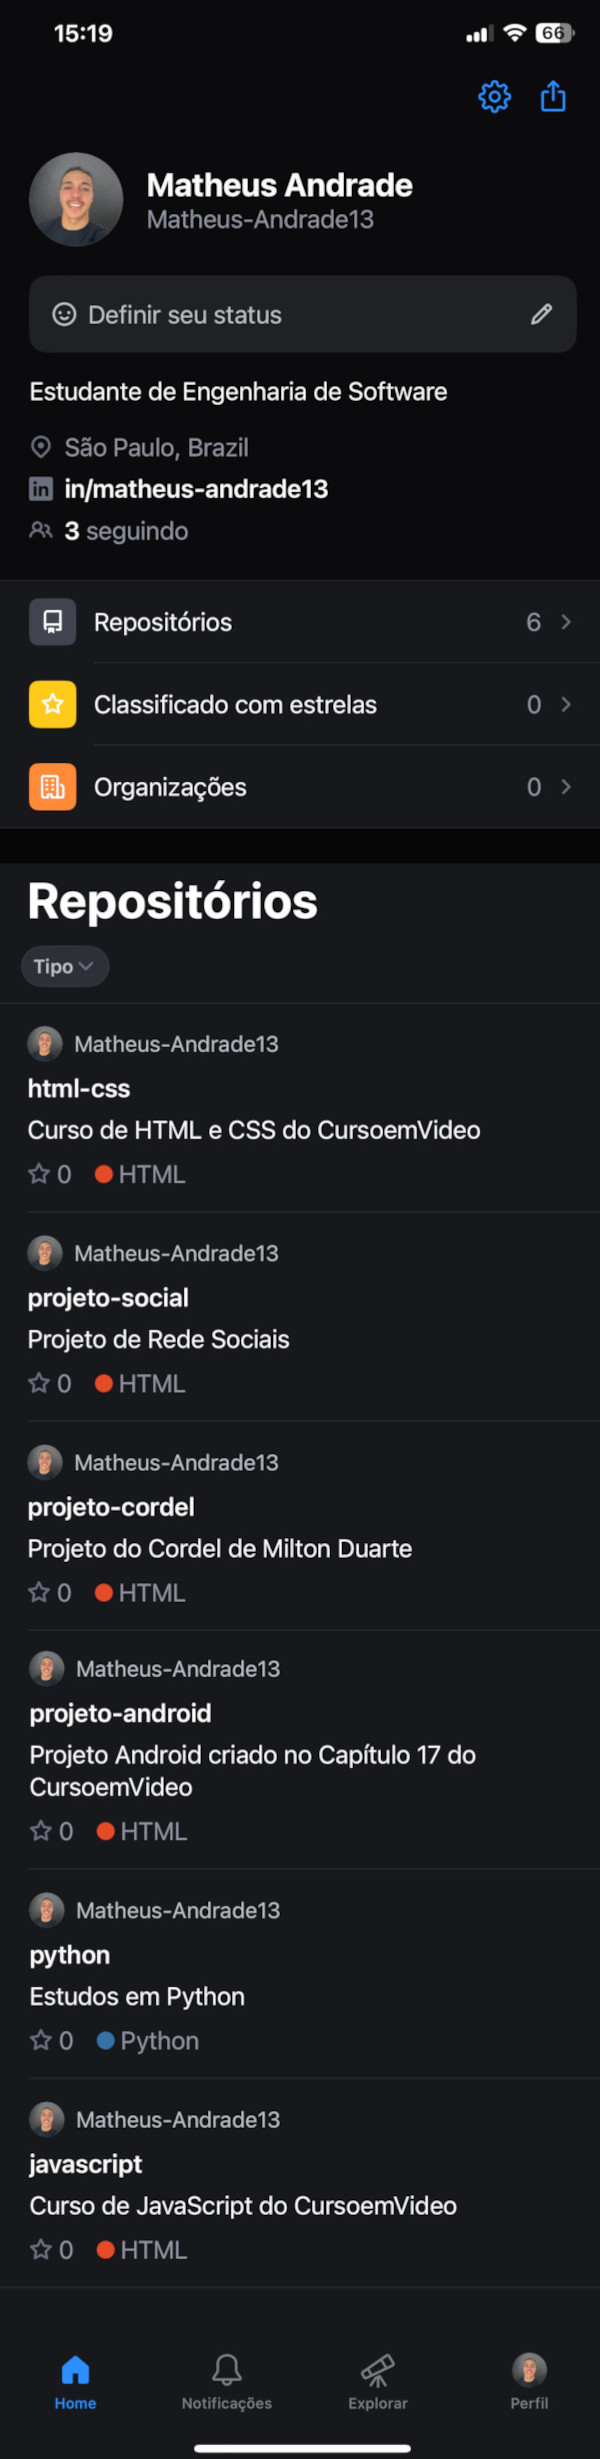 15:19
66
Matheus Andrade
Matheus-Andrade13
Definir seu status
Estudante de Engenharia de Software
São Paulo, Brazil
in in/matheus-andrade13
3 seguindo
Repositórios 6
Classificado com estrelas 0
Organizações 0
Repositórios
Tipo
Matheus-Andrade13
html-css
Curso de HTML e CSS do CursoemVideo
0 HTML
Matheus-Andrade13
projeto-social
Projeto de Rede Sociais
0 HTML
Matheus-Andrade13
projeto-cordel
Projeto do Cordel de Milton Duarte
0 HTML
Matheus-Andrade13
projeto-android
Projeto Android criado no Capítulo 17 do
CursoemVideo
0 HTML
Matheus-Andrade13
python
Estudos em Python
0 Python
Matheus-Andrade13
javascript
Curso de JavaScript do CursoemVideo
0 HTML
Home Notificações Explorar Perfil